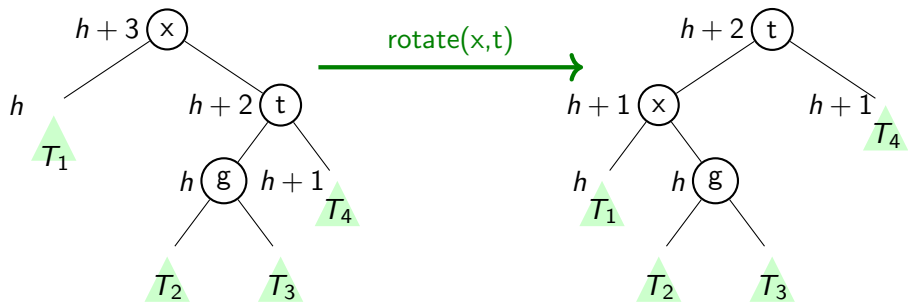 h + 3 x
rotate(x,t)
h + 2 t
h
T1
h + 2 t
h + 1 x
h + 1
T4
h g
h + 1
T4
h
T1
h g
T2
T3
T2
T3